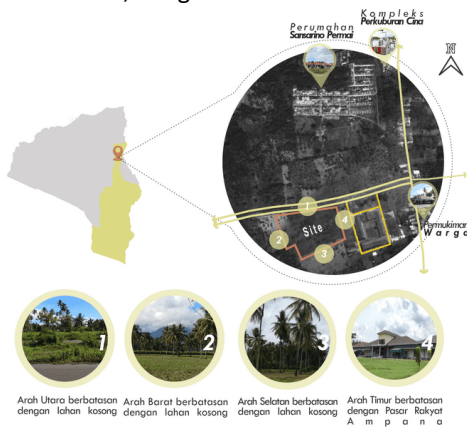 Kompleks
Perkuburan Cina
Perumahan
Sansarino Permai
N
1
Site
4
2
3
Permukiman
Warga
1
2
3
4
Arah Utara berbatasan
dengan lahan kosong
Arah Barat berbatasan
dengan lahan kosong
Arah Selatan berbatasan
dengan lahan kosong
Arah Timur berbatasan
dengan Pasar Rakyat
Ampana